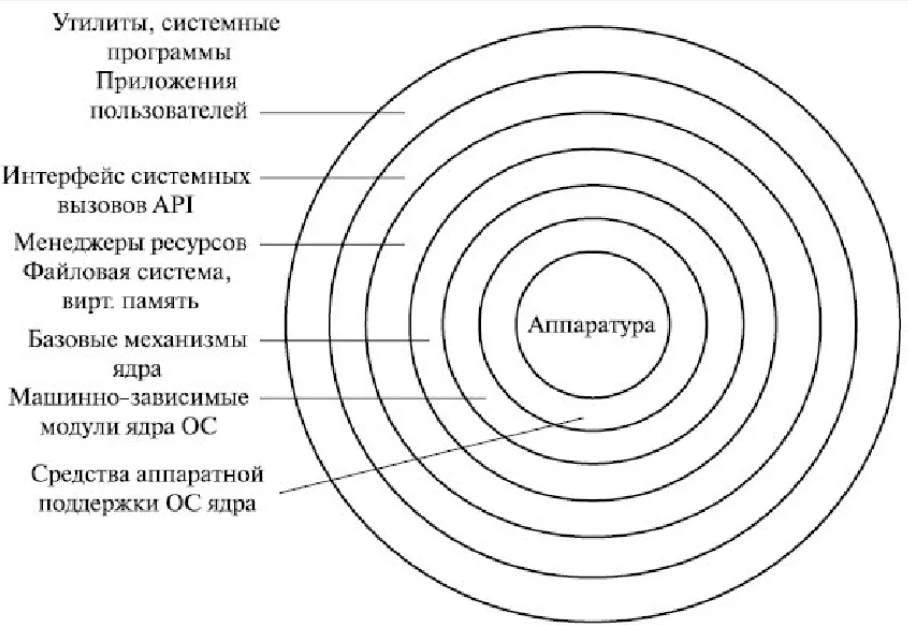 Утилиты, системные
программы
Приложения
пользователей
Интерфейс системных
вызовов API
Менеджеры ресурсов
Файловая система,
вирт. память
Базовые механизмы
ядра
Машинно-зависимые
модули ядра ОС
Средства аппаратной
поддержки ОС ядра
Аппаратура